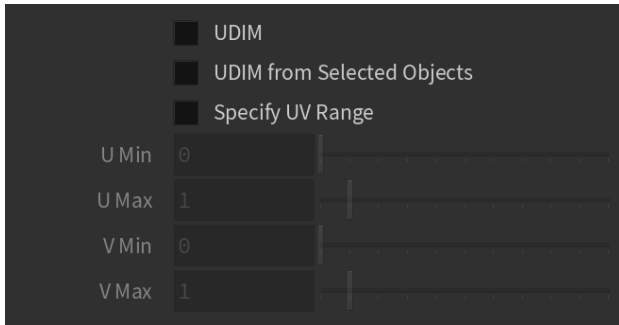 UDIM
UDIM from Selected Objects
Specify UV Range
U Min 0
U Max 1
V Min 0
V Max 1